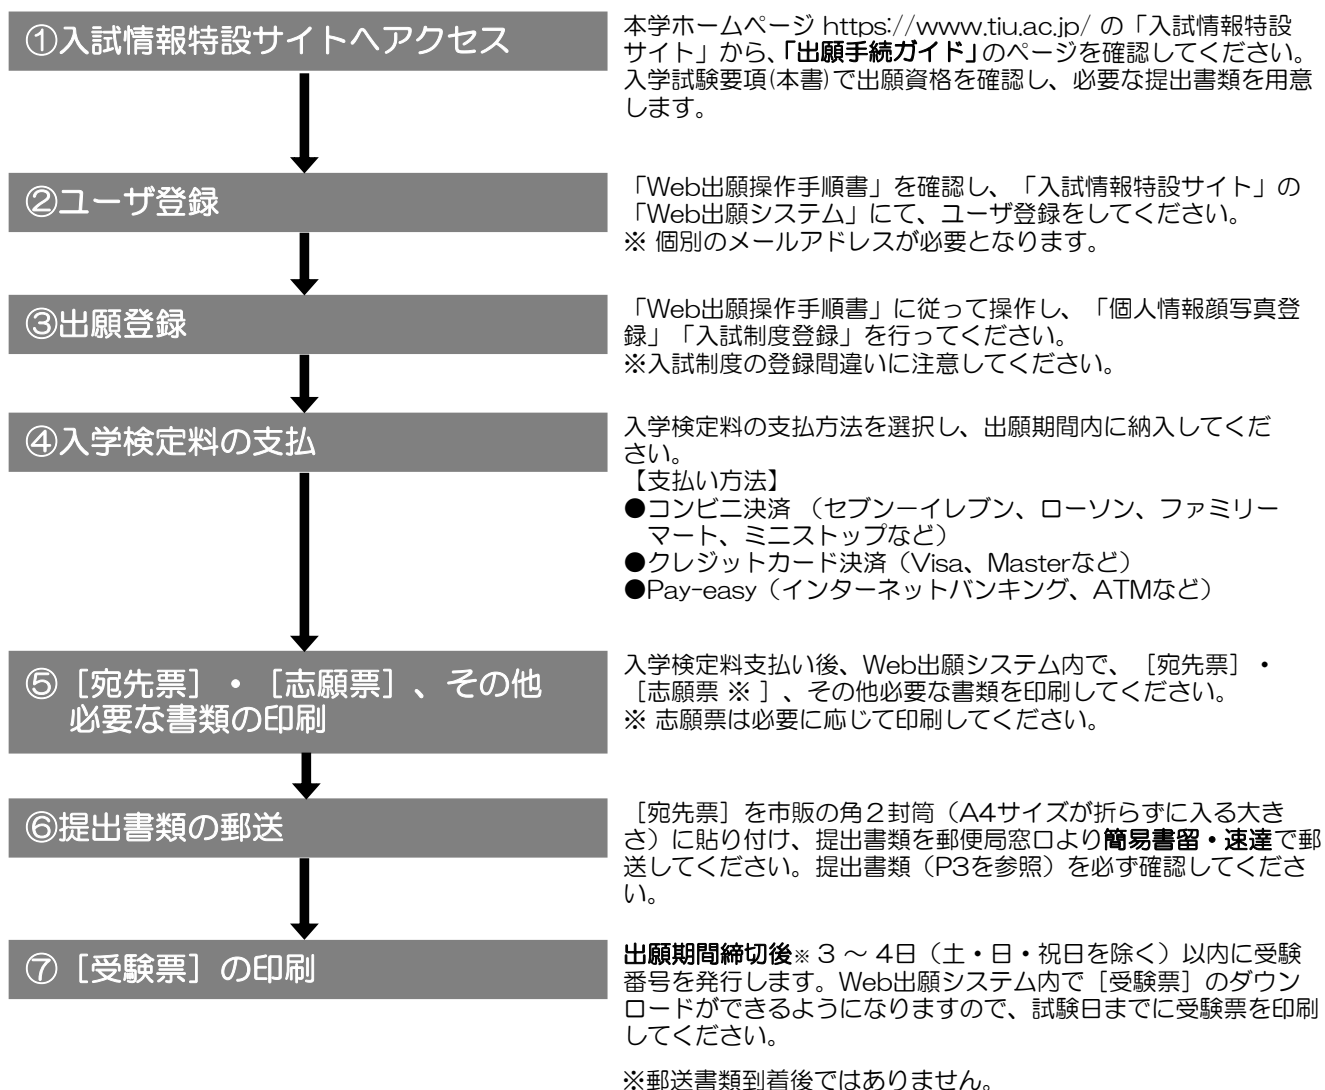 ①入試情報特設サイトへアクセス
本学ホームページ https://www.tiu.ac.jp/ の「入試情報特設
サイト」から、「出願手続ガイド」のページを確認してください。
入学試験要項(本書)で出願資格を確認し、必要な提出書類を用意
します。
②ユーザ登録
「Web出願操作手順書」を確認し、「入試情報特設サイト」の
「Web出願システム」にて、ユーザ登録をしてください。
※ 個別のメールアドレスが必要となります。
③出願登録
「Web出願操作手順書」に従って操作し、「個人情報顔写真登
録」「入試制度登録」を行ってください。
※入試制度の登録間違いに注意してください。
④入学検定料の支払
入学検定料の支払方法を選択し、出願期間内に納入してくだ
さい。
【支払い方法】
●コンビニ決済 （セブンーイレブン、ローソン、ファミリー
マート、ミニストップなど）
●クレジットカード決済（Visa、Masterなど）
●Pay-easy（インターネットバンキング、ATMなど）
⑤［宛先票］・［志願票］、その他
必要な書類の印刷
入学検定料支払い後、Web出願システム内で、［宛先票］・
［志願票 ※ ］、その他必要な書類を印刷してください。
※ 志願票は必要に応じて印刷してください。
⑥提出書類の郵送
［宛先票］を市販の角２封筒（A4サイズが折らずに入る大き
さ）に貼り付け、提出書類を郵便局窓口より簡易書留・速達で郵
送してください。提出書類（P3を参照）を必ず確認してくださ
い。
⑦［受験票］の印刷
出願期間締切後※ 3 ～ 4日（土・日・祝日を除く）以内に受験
番号を発行します。Web出願システム内で［受験票］のダウン
ロードができるようになりますので、試験日までに受験票を印刷
してください。
※郵送書類到着後ではありません。